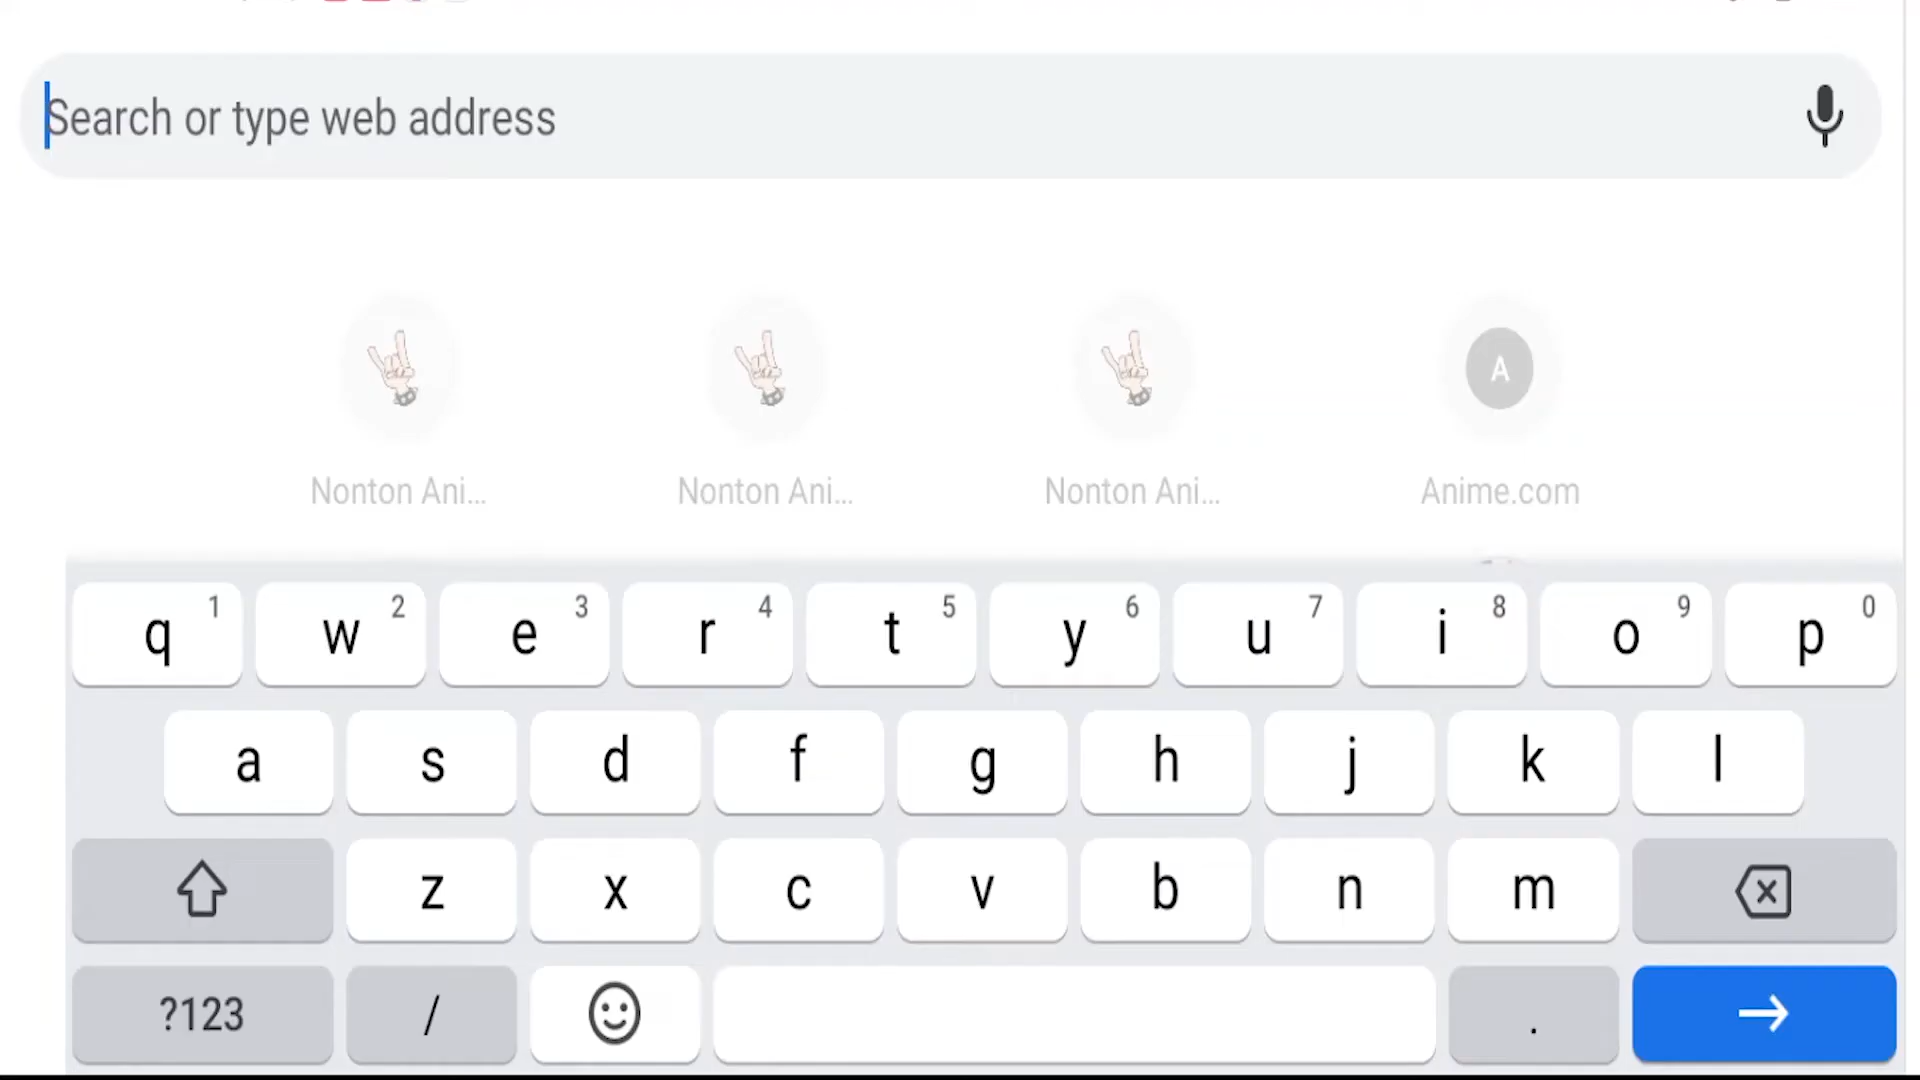 Search or type web address
A
Nonton Ani... Nonton Ani... Nonton Ani... Anime.com
q 1 w 2 e 3 r 4 t 5 y 6 u 7 i 8 o 9 p 0
a s d f g h j k l
z x c v b n m
?123 / .